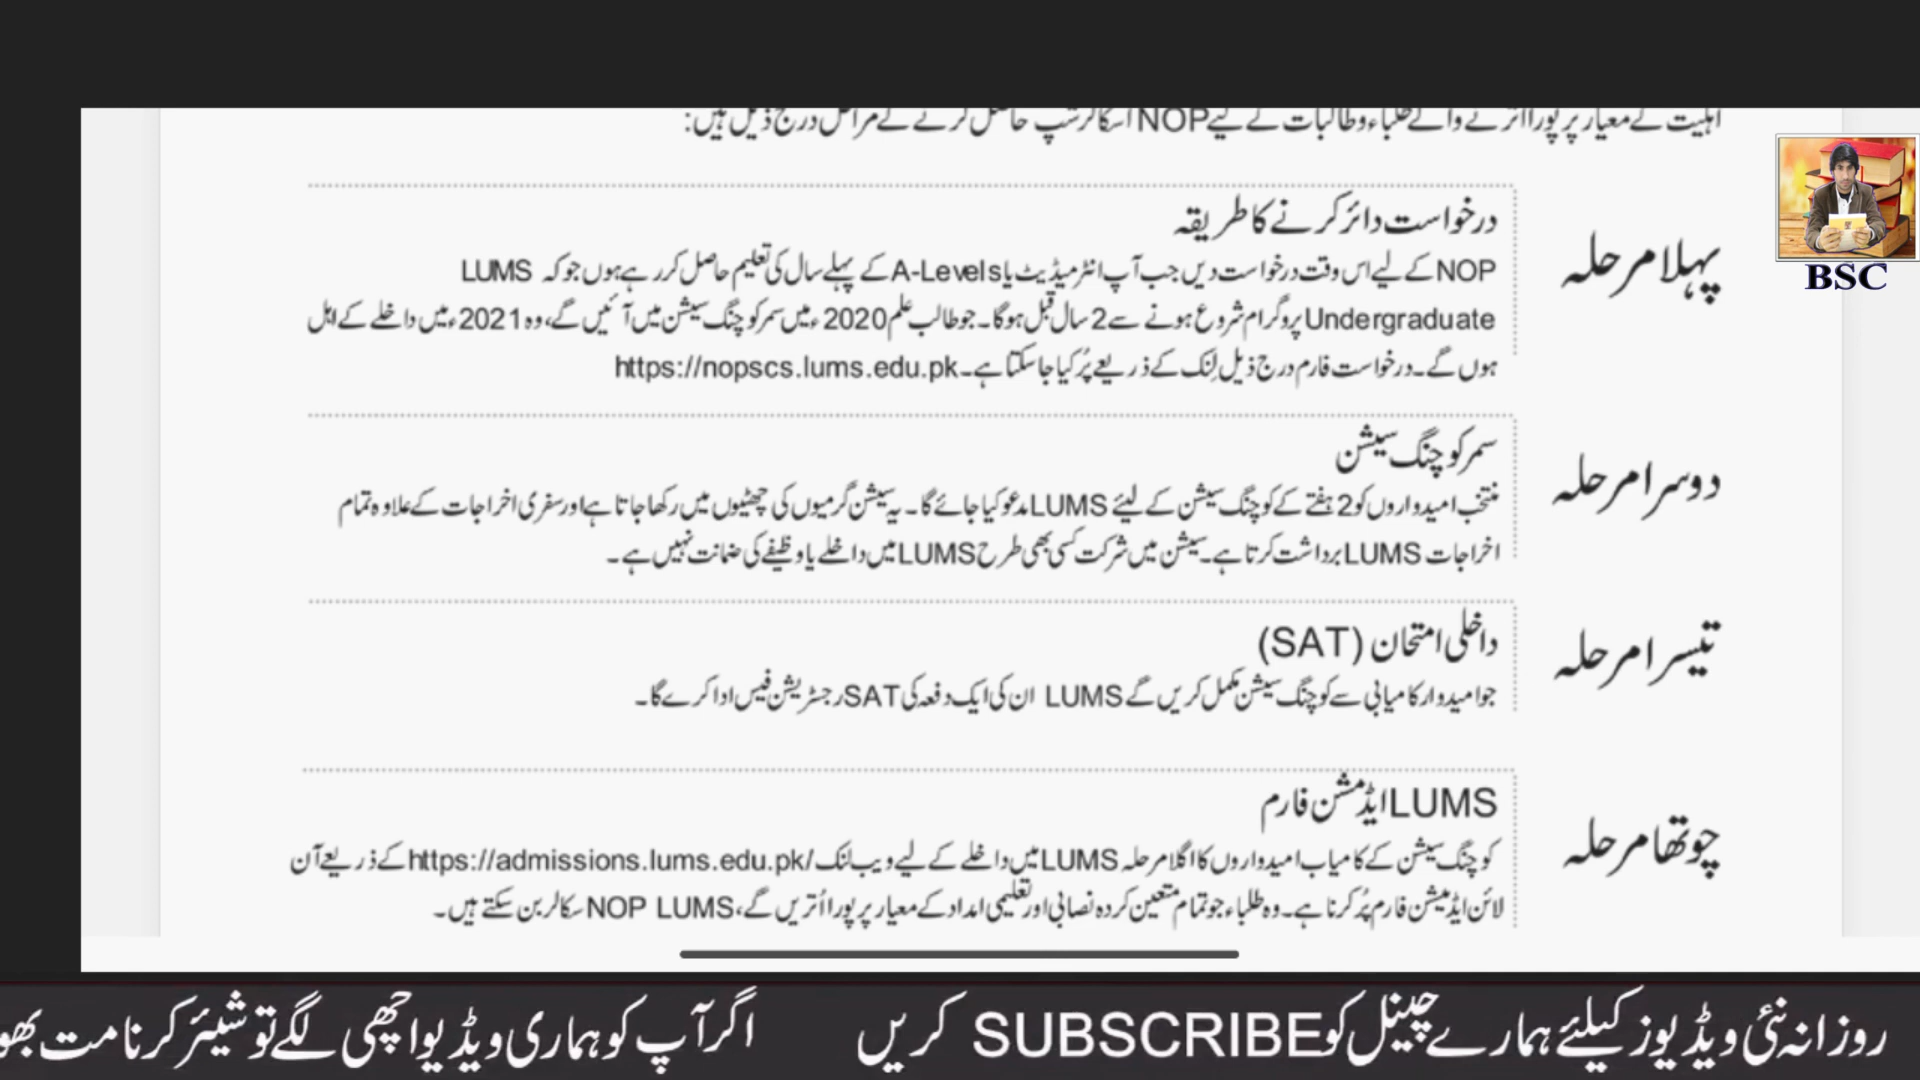 اہلیت کے معیار پر پورا اترنے والے طلباء و طالبات کے لیے NOP اسکالرشپ حاصل کرنے کے مراحل درج ذیل ہیں:
پہلا مرحلہ
درخواست دائر کرنے کا طریقہ
NOP کے لیے اس وقت درخواست دیں جب آپ انٹرمیڈیٹ یا A-Levels کے پہلے سال کی تعلیم حاصل کر رہے ہوں جو کہ LUMS
Undergraduate پروگرام شروع ہونے سے 2 سال قبل ہوگا۔ جو طالب علم 2020ء میں سمر کوچنگ سیشن میں آئیں گے، وہ 2021ء میں داخلے کے اہل
ہوں گے۔ درخواست فارم درج ذیل لِنک کے ذریعے پُر کیا جا سکتا ہے۔ https://nopscs.lums.edu.pk
دوسرا مرحلہ
سمر کوچنگ سیشن
منتخب امیدواروں کو 2 ہفتے کے کوچنگ سیشن کے لیئے LUMS مدعو کیا جائے گا۔ یہ سیشن گرمیوں کی چھٹیوں میں رکھا جاتا ہے اور سفری اخراجات کے علاوہ تمام
اخراجات LUMS برداشت کرتا ہے۔ سیشن میں شرکت کسی بھی طرح LUMS میں داخلے یا وظیفے کی ضمانت نہیں ہے۔
تیسرا مرحلہ
داخلی امتحان (SAT)
جو امیدوار کامیابی سے کوچنگ سیشن مکمل کریں گے LUMS ان کی ایک دفعہ کی SAT رجسٹریشن فیس ادا کرے گا۔
چوتھا مرحلہ
LUMS ایڈمشن فارم
کوچنگ سیشن کے کامیاب امیدواروں کا اگلا مرحلہ LUMS میں داخلے کے لیے ویب لنک https://admissions.lums.edu.pk/ کے ذریعے آن
لائن ایڈمیشن فارم پُر کرنا ہے۔ وہ طلباء جو تمام متعین کردہ نصابی اور تعلیمی امداد کے معیار پر پورا اُتریں گے، NOP LUMS سکالر بن سکتے ہیں۔
BSC
روزانہ نئی ویڈیوز کیلئے ہمارے چینل کو SUBSCRIBE کریں اگر آپ کو ہماری ویڈیو اچھی لگے تو شیئر کرنا مت